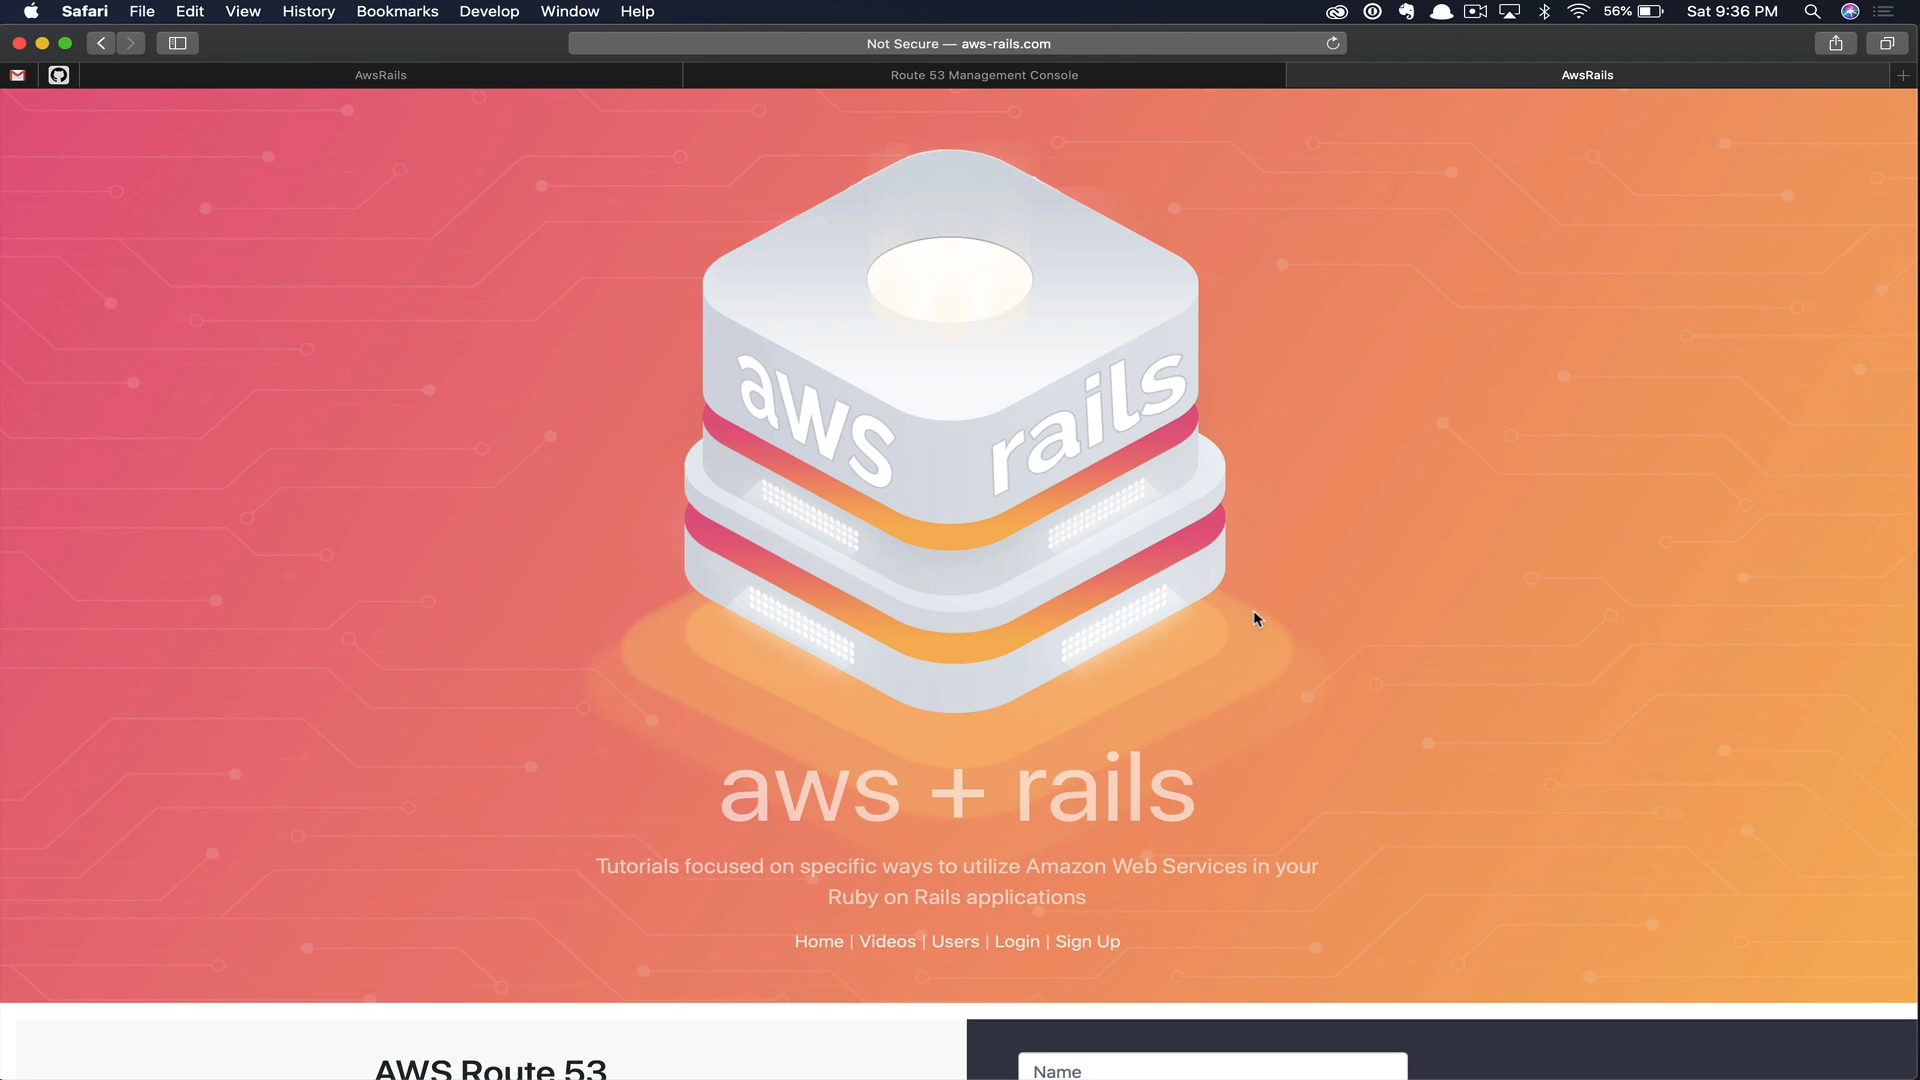 Safari File Edit View History Bookmarks Develop Window Help 56% Sat 9:36 PM
Not Secure — aws-rails.com
AwsRails Route 53 Management Console AwsRails
aws rails
aws + rails
Tutorials focused on specific ways to utilize Amazon Web Services in your
Ruby on Rails applications
Home | Videos | Users | Login | Sign Up
AWS Route 53
Name